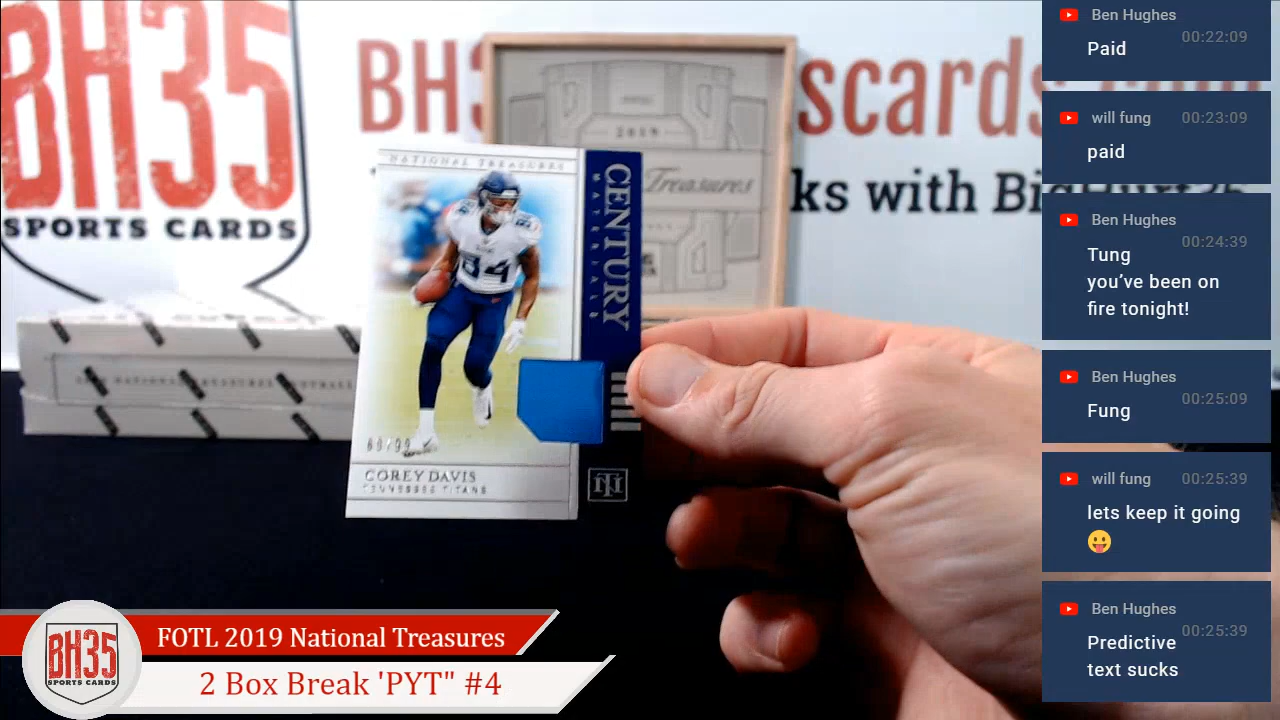 BH35
SPORTS CARDS
BH
scards
ks with Bi
2019
Treasures
NATIONAL TREASURES
CENTURY
MATERIALS
84
COREY DAVIS
TENNESSEE TITANS
NT
BH35
SPORTS CARDS
FOTL 2019 National Treasures
2 Box Break 'PYT" #4
Ben Hughes
00:22:09
Paid
will fung 00:23:09
paid
Ben Hughes
00:24:39
Tung
you've been on
fire tonight!
Ben Hughes
00:25:09
Fung
will fung 00:25:39
lets keep it going
😛
Ben Hughes
00:25:39
Predictive
text sucks